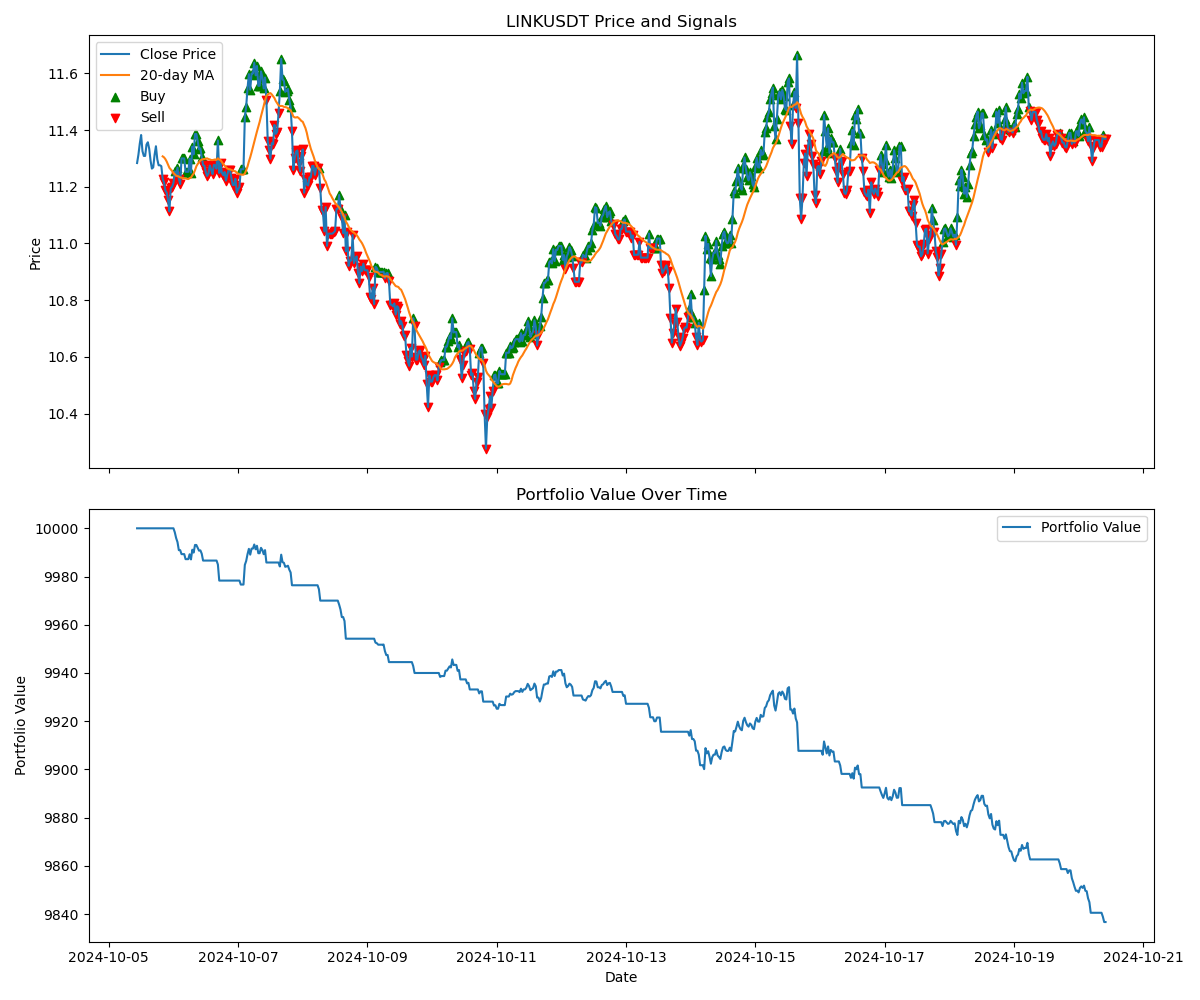 LINKUSDT Price and Signals
Close Price
20-day MA
Buy
Sell
Price
11.6
11.4
11.2
11.0
10.8
10.6
10.4
Portfolio Value Over Time
Portfolio Value
Portfolio Value
10000
9980
9960
9940
9920
9900
9880
9860
9840
2024-10-05 2024-10-07 2024-10-09 2024-10-11 2024-10-13 2024-10-15 2024-10-17 2024-10-19 2024-10-21
Date